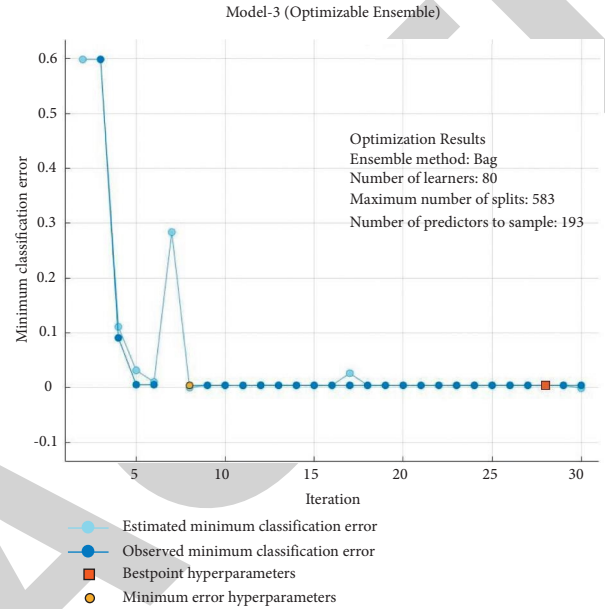 Model-3 (Optimizable Ensemble)
0.6
0.5
0.4
0.3
0.2
0.1
0
-0.1
Minimum classification error
Optimization Results
Ensemble method: Bag
Number of learners: 80
Maximum number of splits: 583
Number of predictors to sample: 193
5 10 15 20 25 30
Iteration
Estimated minimum classification error
Observed minimum classification error
Bestpoint hyperparameters
Minimum error hyperparameters